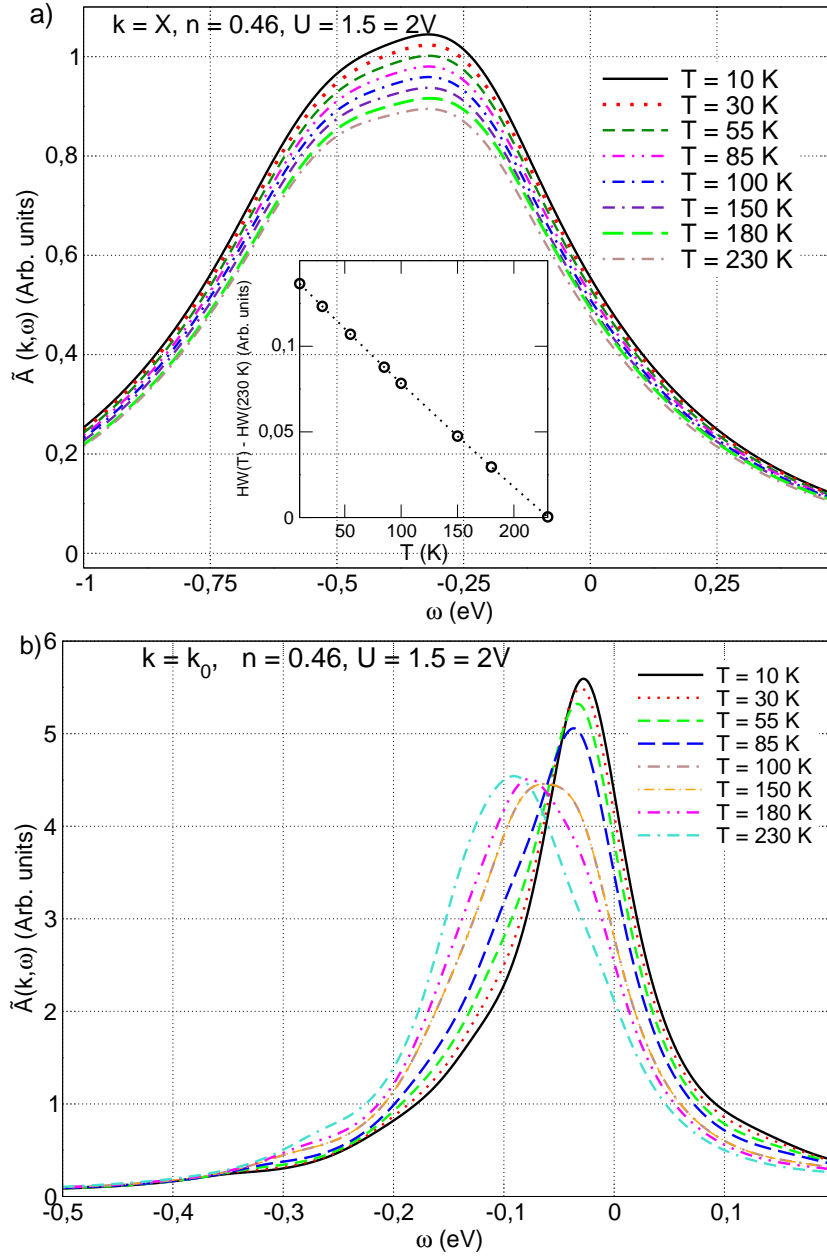 a)
k = X, n = 0.46, U = 1.5 = 2V
T = 10 K
T = 30 K
T = 55 K
T = 85 K
T = 100 K
T = 150 K
T = 180 K
T = 230 K
Ã (k,ω) (Arb. units)
1
0,8
0,6
0,4
0,2
0
HW(T) - HW(230 K) (Arb. units)
0,1
0,05
0
50 100 150 200
T (K)
-1 -0,75 -0,5 -0,25 0 0,25
ω (eV)
b)
k = k₀, n = 0.46, U = 1.5 = 2V
T = 10 K
T = 30 K
T = 55 K
T = 85 K
T = 100 K
T = 150 K
T = 180 K
T = 230 K
Ã(k,ω) (Arb. units)
6
5
4
3
2
1
0
-0,5 -0,4 -0,3 -0,2 -0,1 0 0,1
ω (eV)